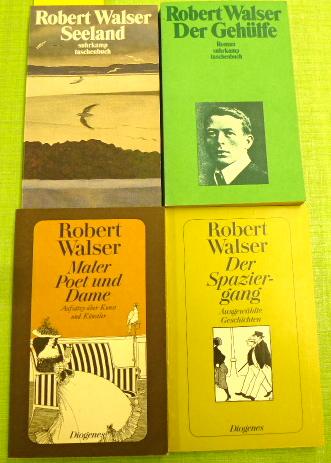 Robert Walser
Seeland
suhrkamp
taschenbuch
Robert Walser
Der Gehülfe
Roman
suhrkamp
taschenbuch
Robert
Walser
Maler
Poet und
Dame
Aufsätze über Kunst
und Künstler
Diogenes
Robert
Walser
Der
Spazier-
gang
Ausgewählte
Geschichten
Diogenes